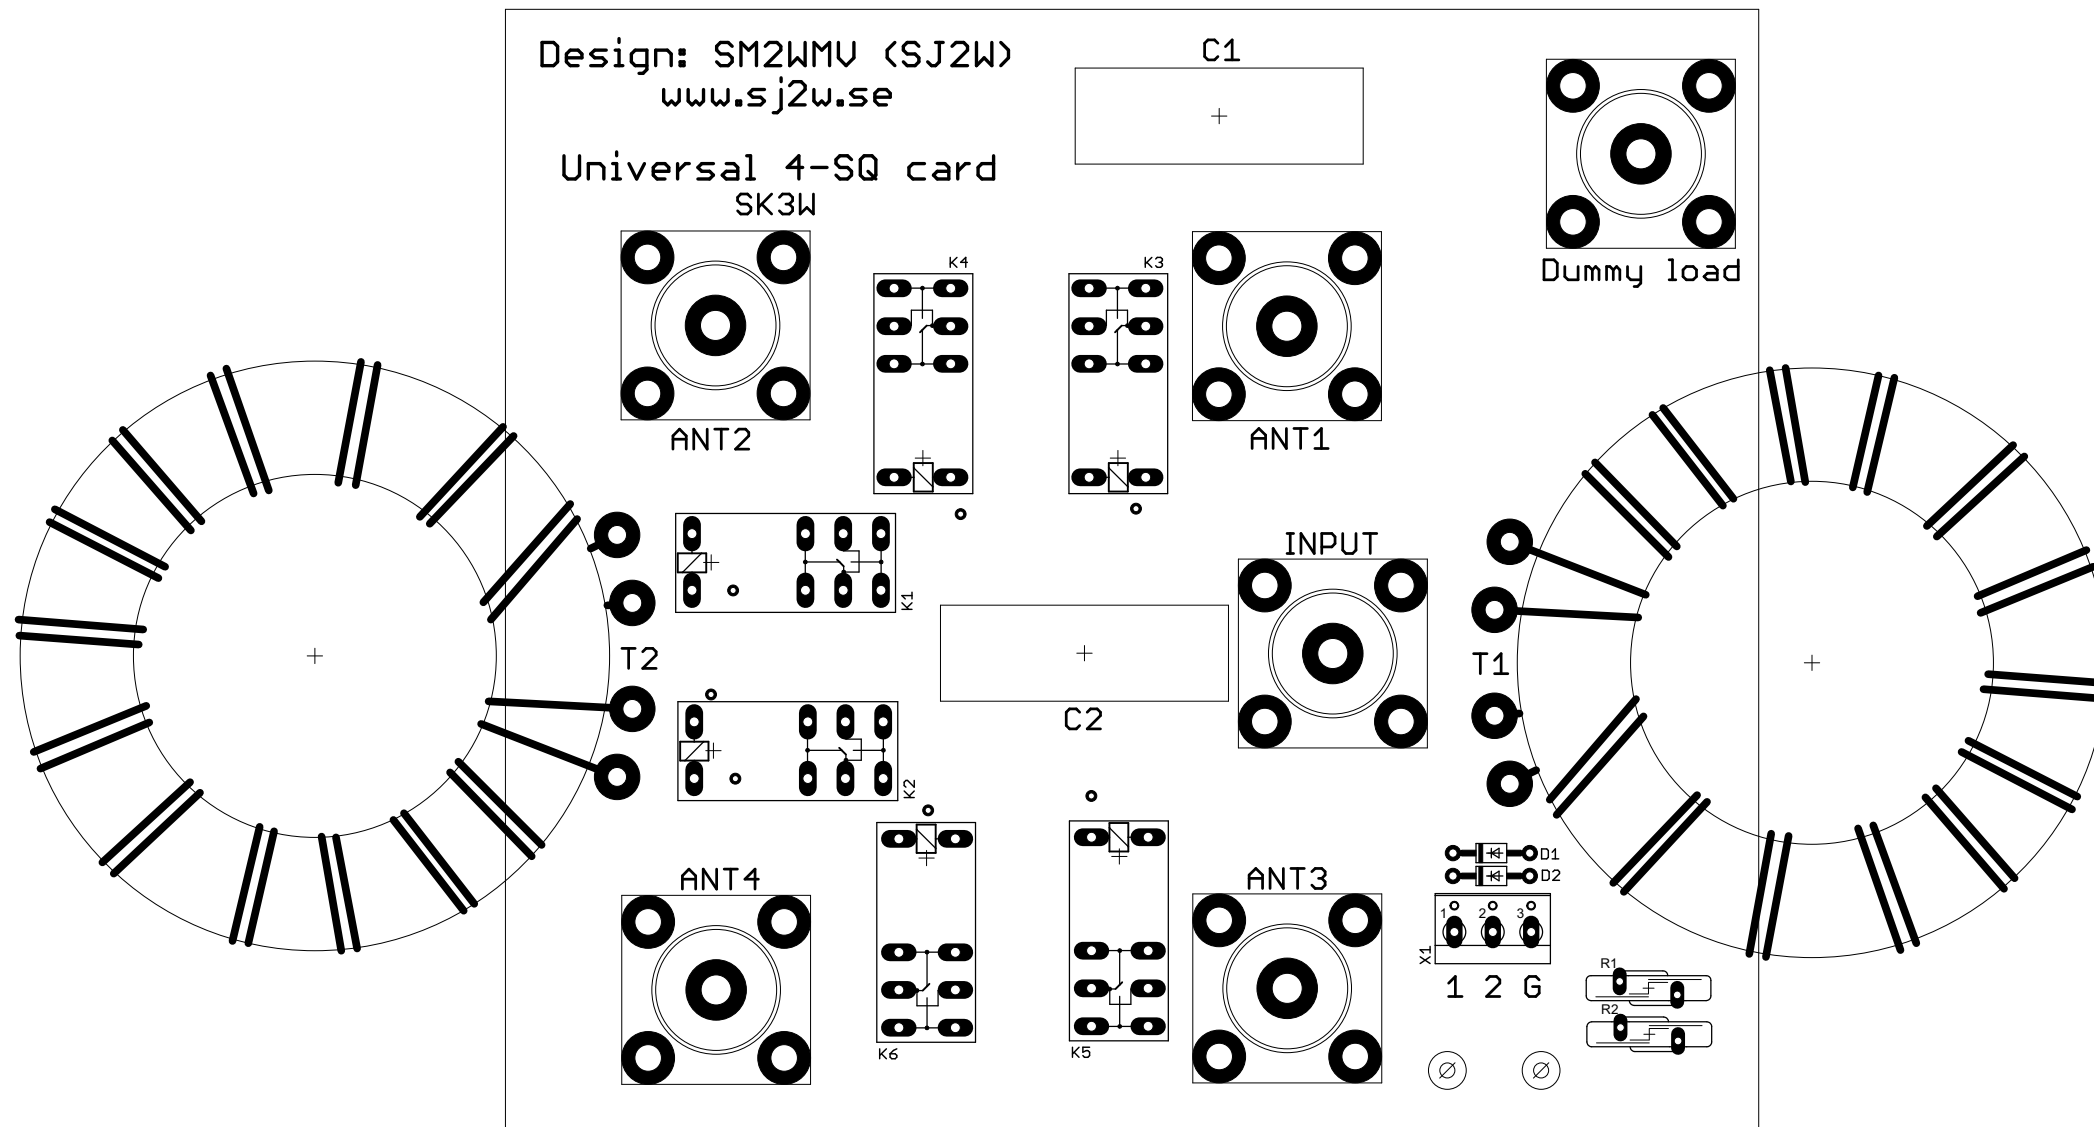 Design: SM2WMV (SJ2W)
www.sj2w.se
C1
Universal 4-SQ card
SK3W
K4
K3
Dummy load
ANT2
ANT1
INPUT
K1
T2
T1
C2
K2
ANT4
ANT3
D1
D2
1 2 3
X1
1 2 G
R1
R2
K6
K5